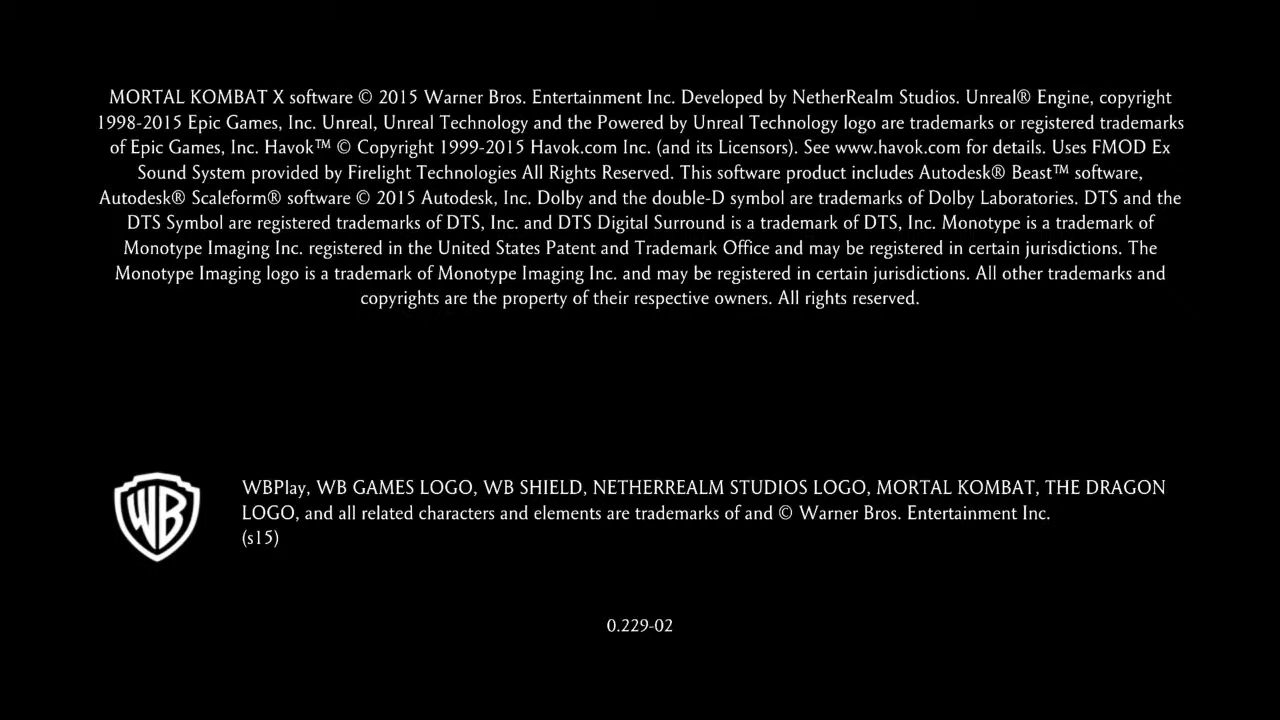 MORTAL KOMBAT X software © 2015 Warner Bros. Entertainment Inc. Developed by NetherRealm Studios. Unreal® Engine, copyright
1998-2015 Epic Games, Inc. Unreal, Unreal Technology and the Powered by Unreal Technology logo are trademarks or registered trademarks
of Epic Games, Inc. Havok™ © Copyright 1999-2015 Havok.com Inc. (and its Licensors). See www.havok.com for details. Uses FMOD Ex
Sound System provided by Firelight Technologies All Rights Reserved. This software product includes Autodesk® Beast™ software,
Autodesk® Scaleform® software © 2015 Autodesk, Inc. Dolby and the double-D symbol are trademarks of Dolby Laboratories. DTS and the
DTS Symbol are registered trademarks of DTS, Inc. and DTS Digital Surround is a trademark of DTS, Inc. Monotype is a trademark of
Monotype Imaging Inc. registered in the United States Patent and Trademark Office and may be registered in certain jurisdictions. The
Monotype Imaging logo is a trademark of Monotype Imaging Inc. and may be registered in certain jurisdictions. All other trademarks and
copyrights are the property of their respective owners. All rights reserved.
WB
WBPlay, WB GAMES LOGO, WB SHIELD, NETHERREALM STUDIOS LOGO, MORTAL KOMBAT, THE DRAGON
LOGO, and all related characters and elements are trademarks of and © Warner Bros. Entertainment Inc.
(s15)
0.229-02